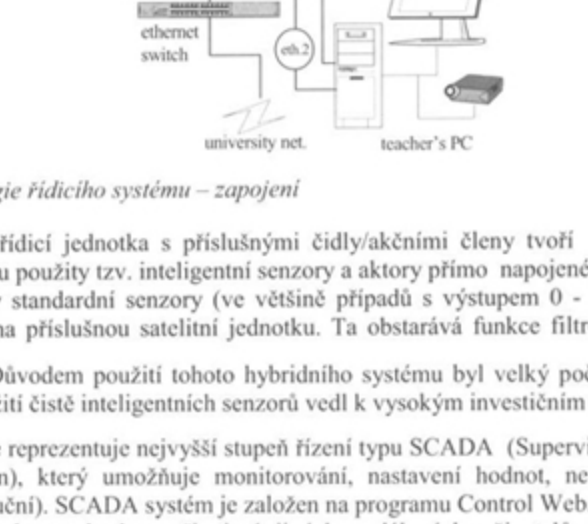 ethernet
switch
eth.2
university net.
teacher's PC
gie řídicího systému – zapojení
řídicí jednotka s příslušnými čidly/akčními členy tvoří
u použity tzv. inteligentní senzory a aktory přímo napojené
standardní senzory (ve většině případů s výstupem 0 -
na příslušnou satelitní jednotku. Ta obstarává funkce filtr
Důvodem použití tohoto hybridního systému byl velký poč
ití čistě inteligentních senzorů vedl k vysokým investičním
e reprezentuje nejvyšší stupeň řízení typu SCADA (Supervi
n), který umožňuje monitorování, nastavení hodnot, ne
uční). SCADA systém je založen na programu Control Web